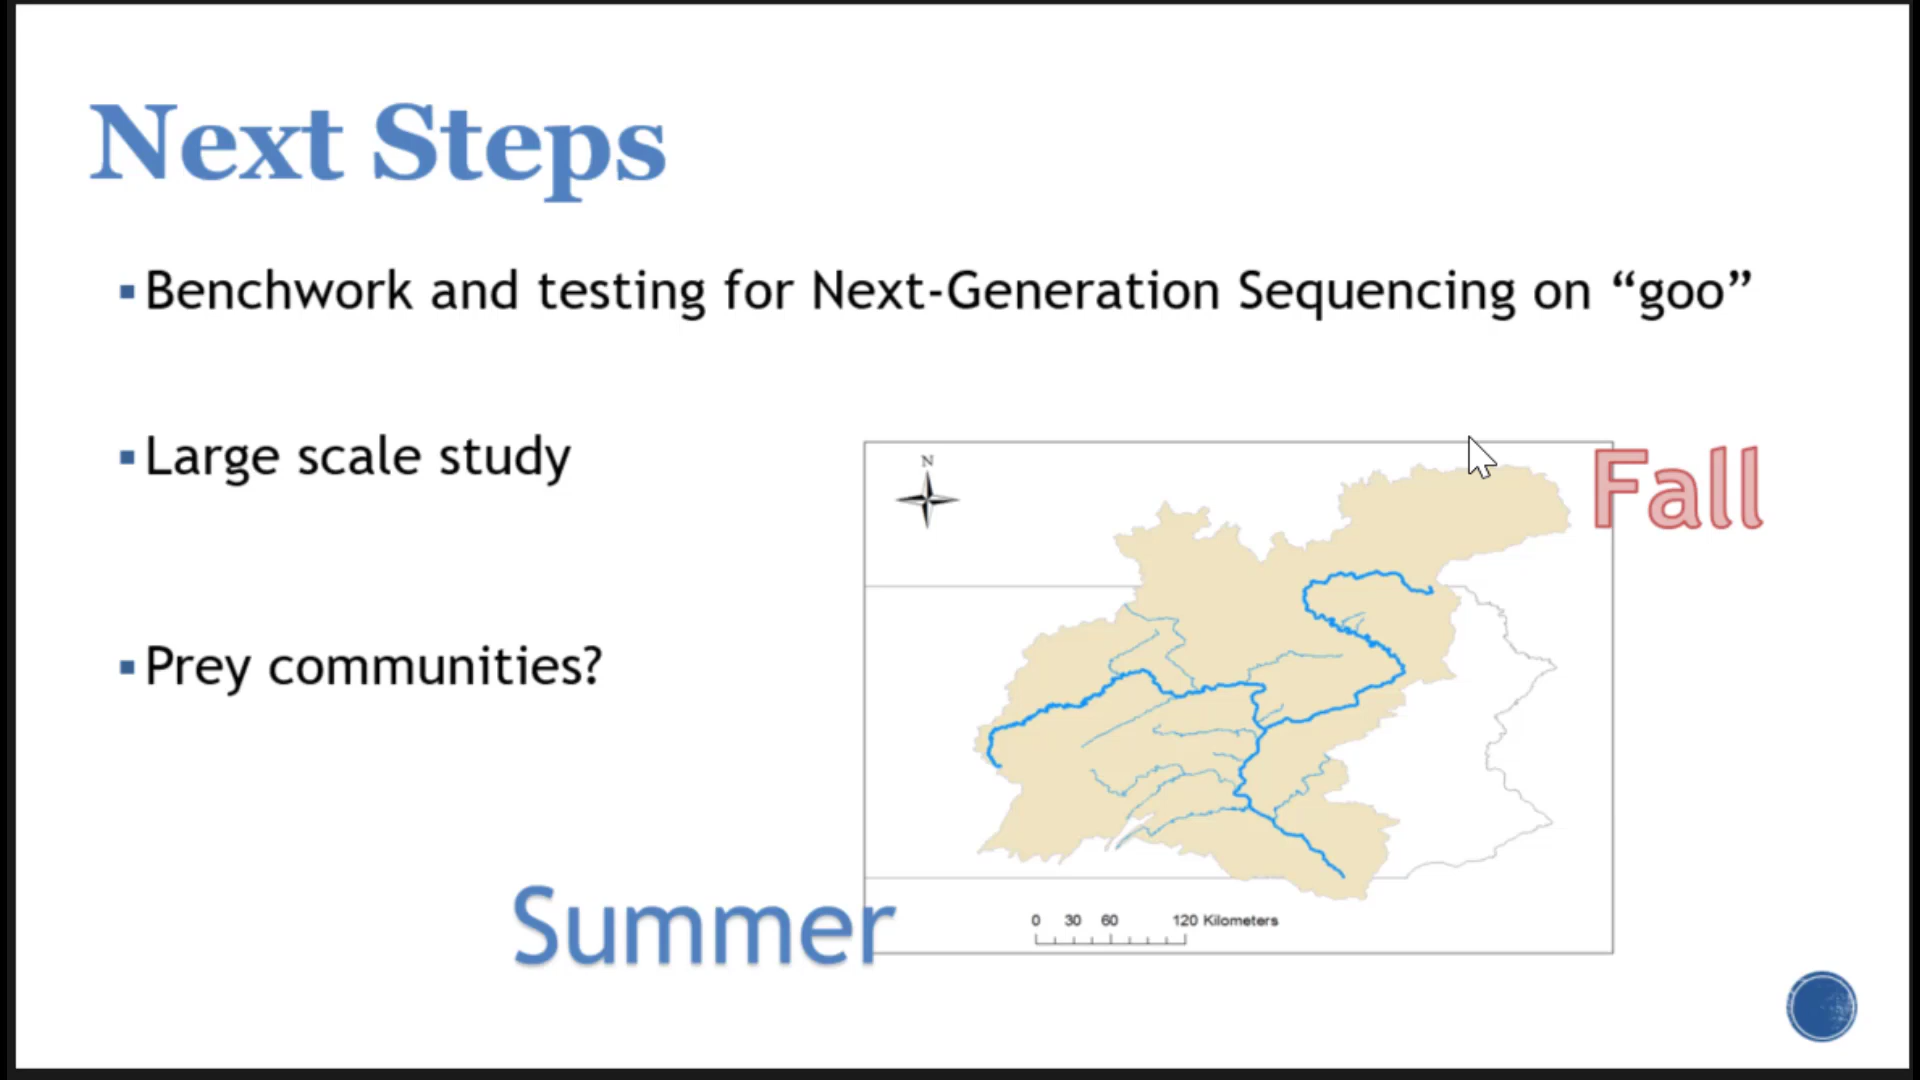 Next Steps
Benchwork and testing for Next-Generation Sequencing on “goo”
Large scale study
Prey communities?
N
Fall
0 30 60 120 Kilometers
Summer